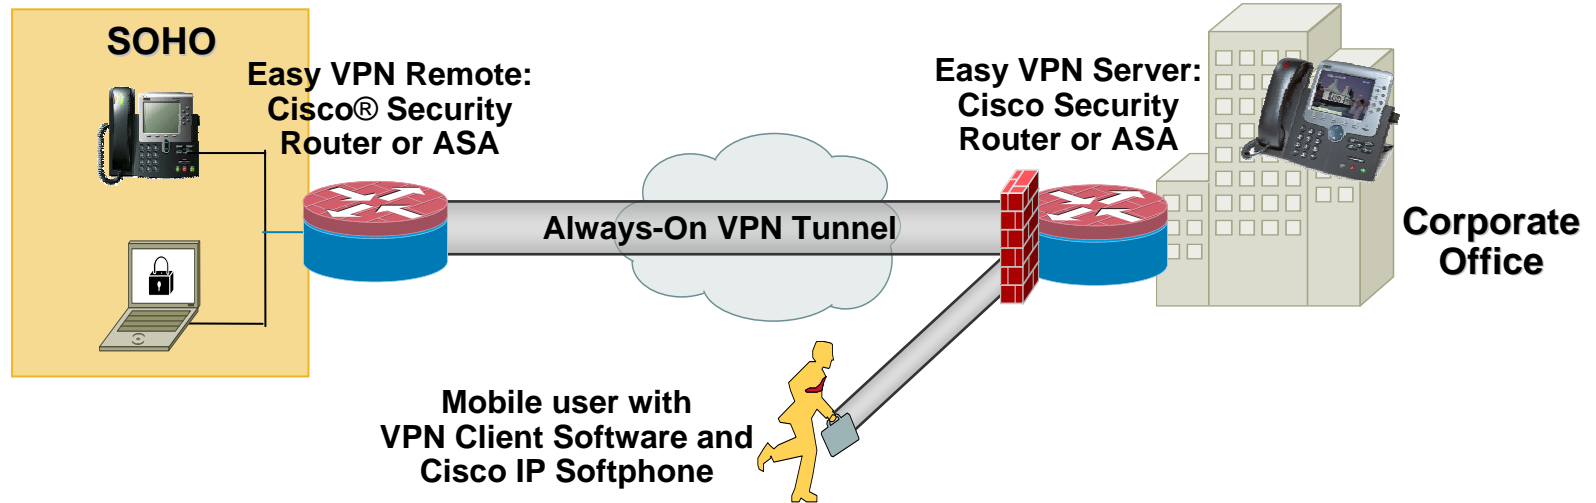 SOHO
Easy VPN Remote:
Cisco® Security
Router or ASA
Easy VPN Server:
Cisco Security
Router or ASA
Always-On VPN Tunnel
Corporate
Office
Mobile user with
VPN Client Software and
Cisco IP Softphone